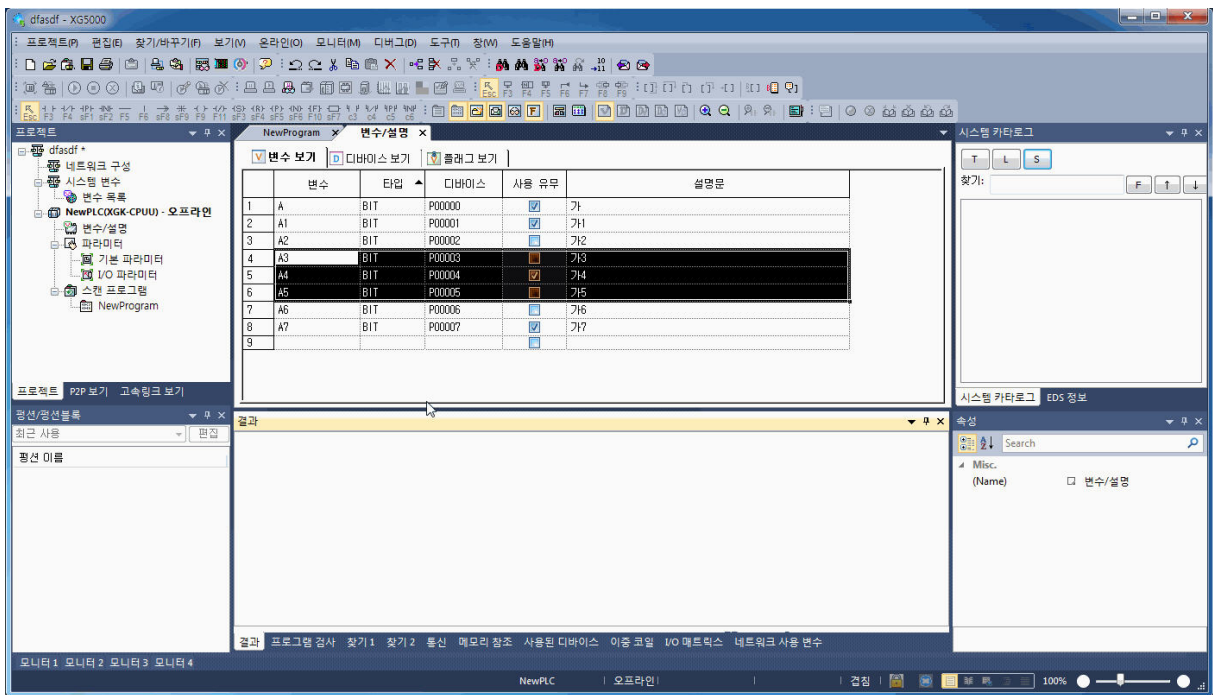 dfasdf - XG5000
프로젝트(P) 편집(E) 찾기/바꾸기(F) 보기(V) 온라인(O) 모니터(M) 디버그(D) 도구(T) 창(W) 도움말(H)
프로젝트
dfasdf *
네트워크 구성
시스템 변수
변수 목록
NewPLC(XGK-CPUU) - 오프라인
변수/설명
파라미터
기본 파라미터
I/O 파라미터
스캔 프로그램
NewProgram
프로젝트 P2P 보기 고속링크 보기
NewProgram 변수/설명
변수 보기 디바이스 보기 플래그 보기
변수 타입 디바이스 사용 유무 설명문
1 A BIT P00000 가
2 A1 BIT P00001 가1
3 A2 BIT P00002 가2
4 A3 BIT P00003 가3
5 A4 BIT P00004 가4
6 A5 BIT P00005 가5
7 A6 BIT P00006 가6
8 A7 BIT P00007 가7
9
시스템 카타로그
T L S
찾기: F
시스템 카타로그 EDS 정보
펑션/펑션블록
최근 사용 편집
펑션 이름
결과
결과 프로그램 검사 찾기 1 찾기 2 통신 메모리 참조 사용된 디바이스 이중 코일 I/O 매트릭스 네트워크 사용 변수
속성
Search
Misc.
(Name) 변수/설명
모니터 1 모니터 2 모니터 3 모니터 4
NewPLC 오프라인 겹침 100%